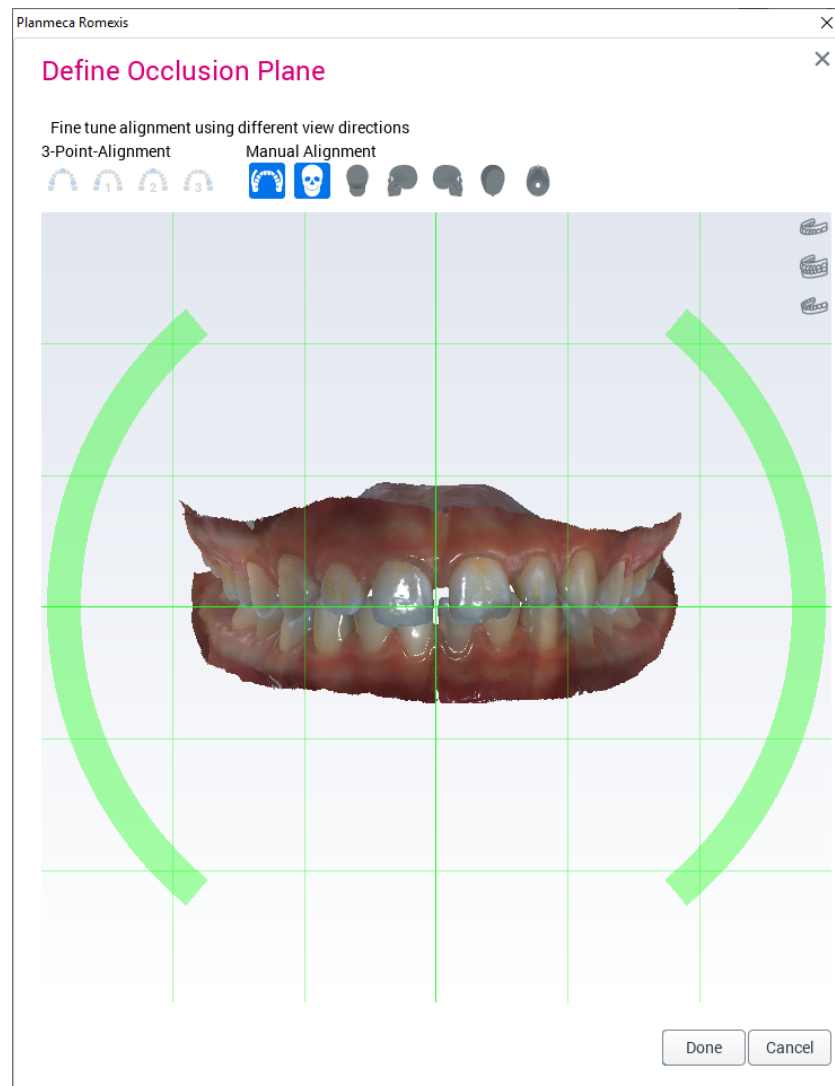 Planmeca Romexis
Define Occlusion Plane
Fine tune alignment using different view directions
3-Point-Alignment Manual Alignment
1 2 3
Done Cancel